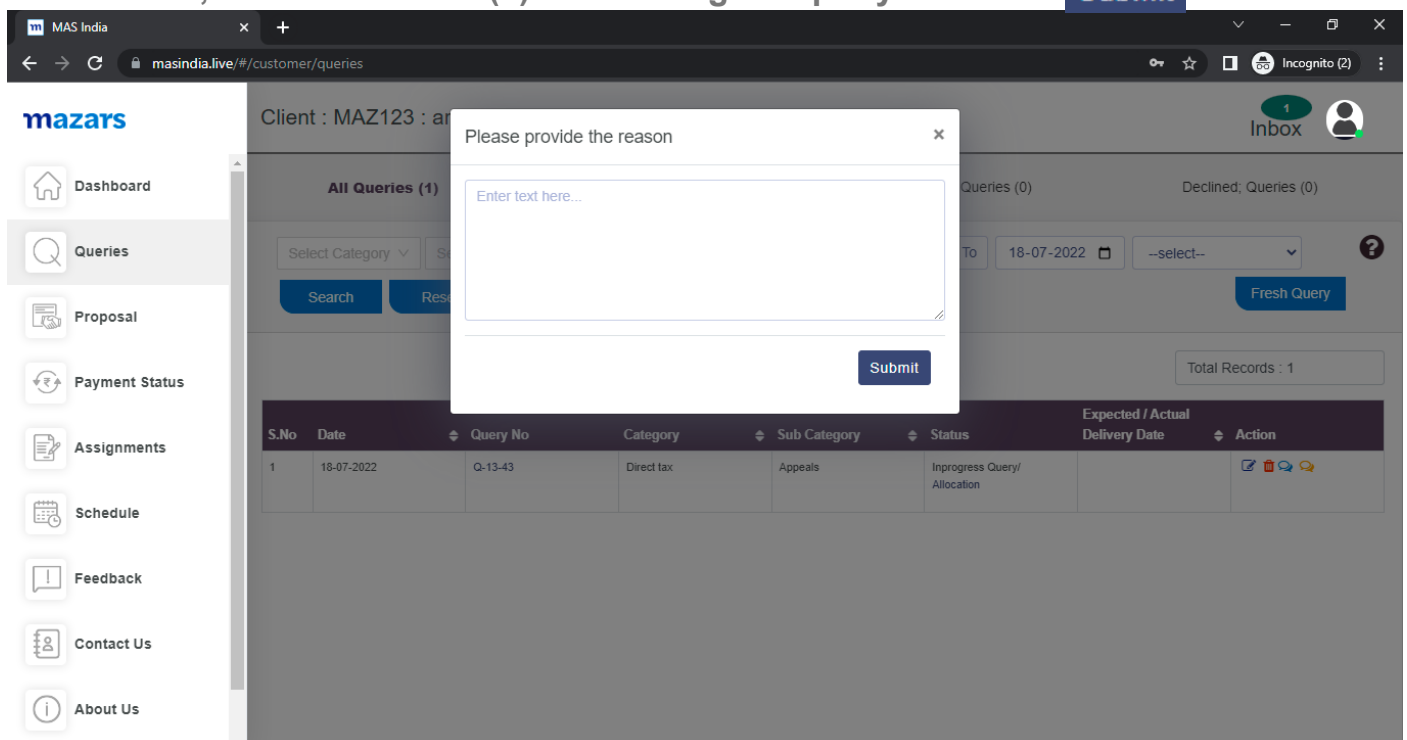 MAS India
masindia.live/#/customer/queries
Incognito (2)
mazars
Client : MAZ123 :
1
Inbox
Please provide the reason
×
Dashboard
All Queries (1)
Enter text here...
Queries (0)
Declined; Queries (0)
Queries
Select Category
To
18-07-2022
--select--
Search
Fresh Query
Proposal
Submit
Total Records : 1
Payment Status
S.No Date Query No Category Sub Category Status Expected / Actual Delivery Date Action
1 18-07-2022 Q-13-43 Direct tax Appeals Inprogress Query/
Allocation
Assignments
Schedule
Feedback
Contact Us
About Us